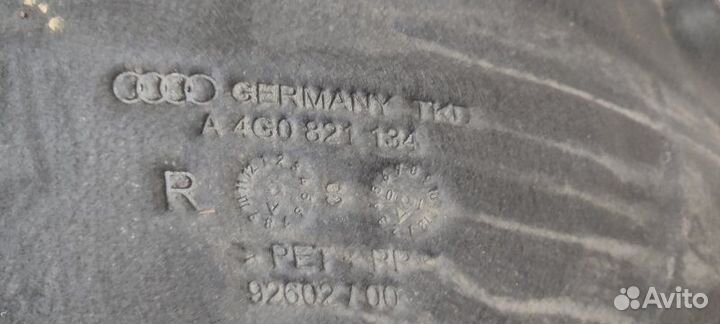 GERMANY TKD
A 4G0 821 134
R
PET PP
92602700
Avito